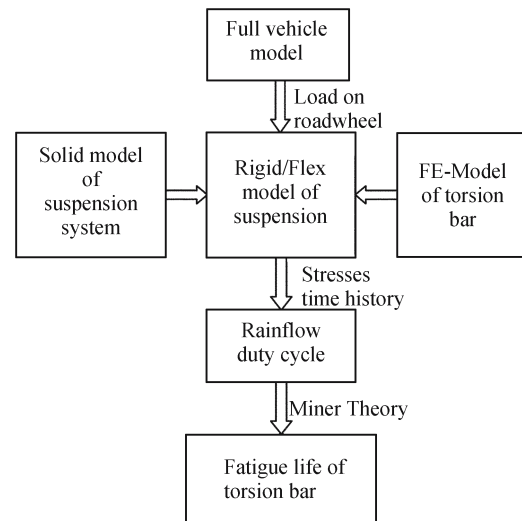 Full vehicle
model
Load on
roadwheel
Solid model
of
suspension
system
Rigid/Flex
model of
suspension
FE-Model
of torsion
bar
Stresses
time history
Rainflow
duty cycle
Miner Theory
Fatigue life of
torsion bar